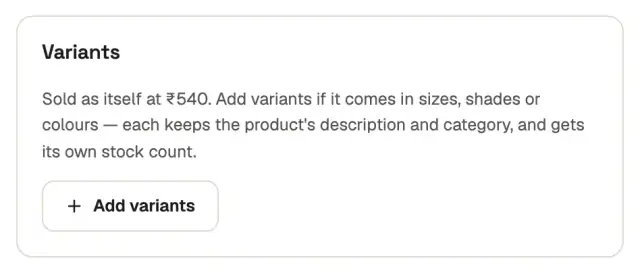 Variants
Sold as itself at ₹540. Add variants if it comes in sizes, shades or
colours — each keeps the product's description and category, and gets
its own stock count.
+ Add variants